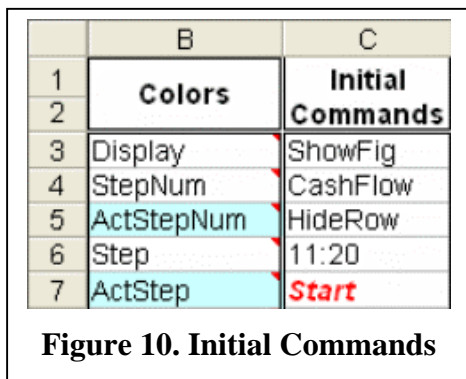 B C
1 Colors Initial
2 Commands
3 Display ShowFig
4 StepNum CashFlow
5 ActStepNum HideRow
6 Step 11:20
7 ActStep Start
Figure 10. Initial Commands